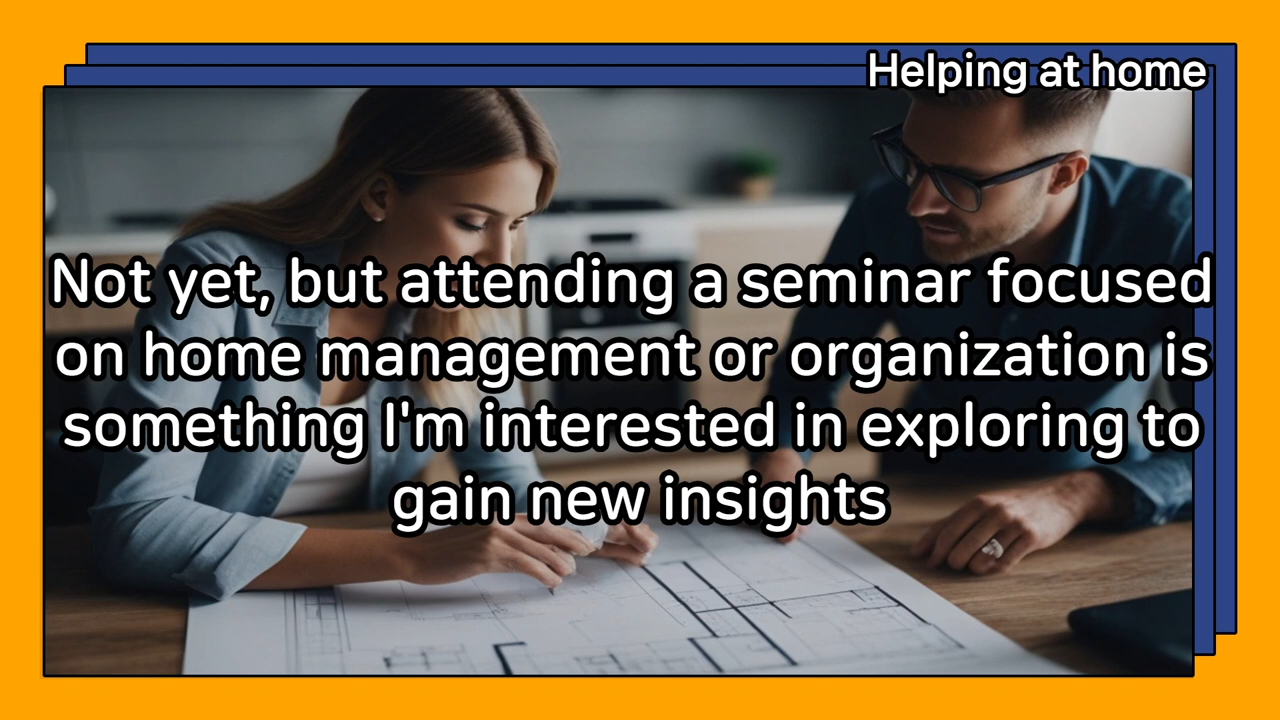 Helping at home
Not yet, but attending a seminar focused
on home management or organization is
something I'm interested in exploring to
gain new insights